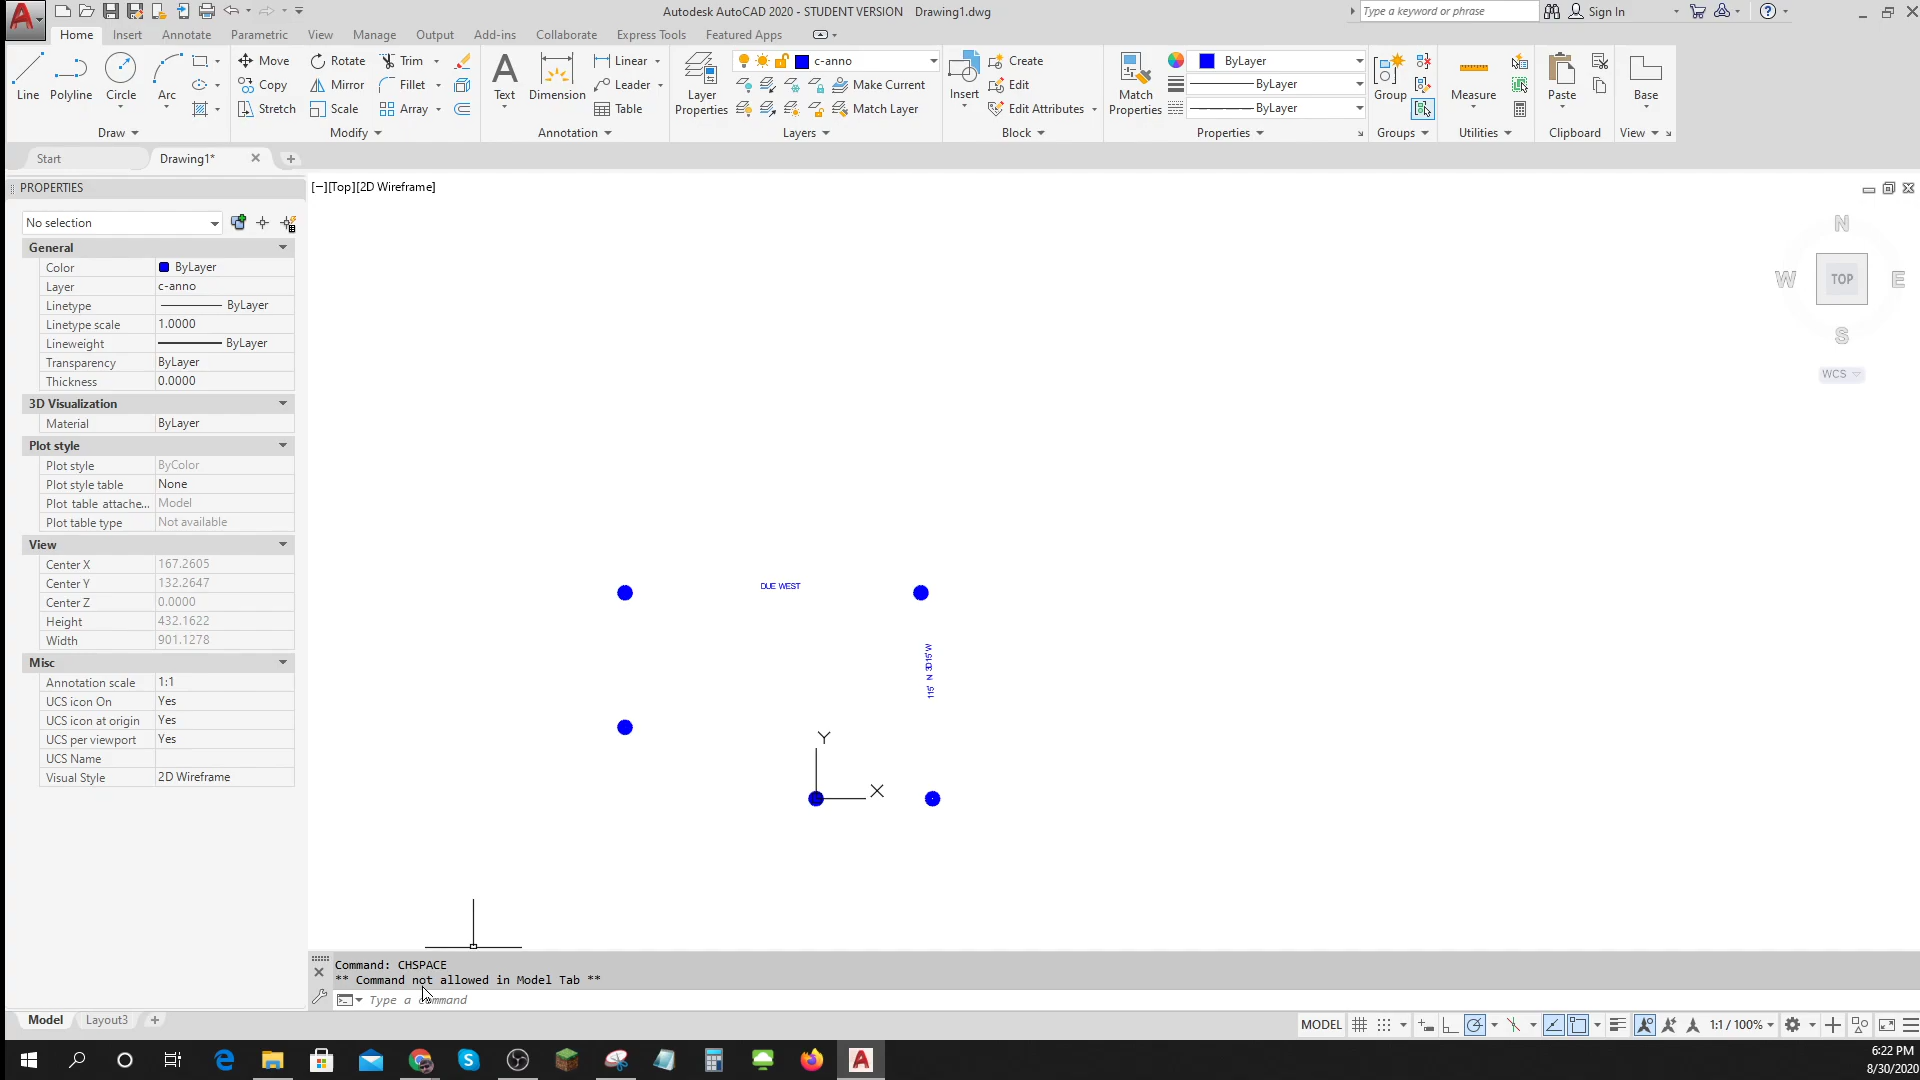 Autodesk AutoCAD 2020 - STUDENT VERSION Drawing1.dwg
Type a keyword or phrase
Sign In
Home Insert Annotate Parametric View Manage Output Add-ins Collaborate Express Tools Featured Apps
Line
Polyline
Circle
Arc
Draw
Move
Rotate
Trim
Copy
Mirror
Fillet
Stretch
Scale
Array
Modify
Text
Dimension
Linear
Leader
Table
Annotation
Layer
Properties
c-anno
Make Current
Match Layer
Layers
Insert
Create
Edit
Edit Attributes
Block
Match
Properties
ByLayer
ByLayer
ByLayer
Properties
Group
Groups
Measure
Utilities
Paste
Clipboard
Base
View
Start
Drawing1*
PROPERTIES
No selection
General
Color ByLayer
Layer c-anno
Linetype ByLayer
Linetype scale 1.0000
Lineweight ByLayer
Transparency ByLayer
Thickness 0.0000
3D Visualization
Material ByLayer
Plot style
Plot style ByColor
Plot style table None
Plot table attache... Model
Plot table type Not available
View
Center X 167.2605
Center Y 132.2647
Center Z 0.0000
Height 432.1622
Width 901.1278
Misc
Annotation scale 1:1
UCS icon On Yes
UCS icon at origin Yes
UCS per viewport Yes
UCS Name
Visual Style 2D Wireframe
[−][Top][2D Wireframe]
N
W TOP E
S
WCS
DUE WEST
Y
X
Command: CHSPACE
** Command not allowed in Model Tab **
Type a command
Model Layout3
MODEL
1:1 / 100%
6:22 PM
8/30/2020